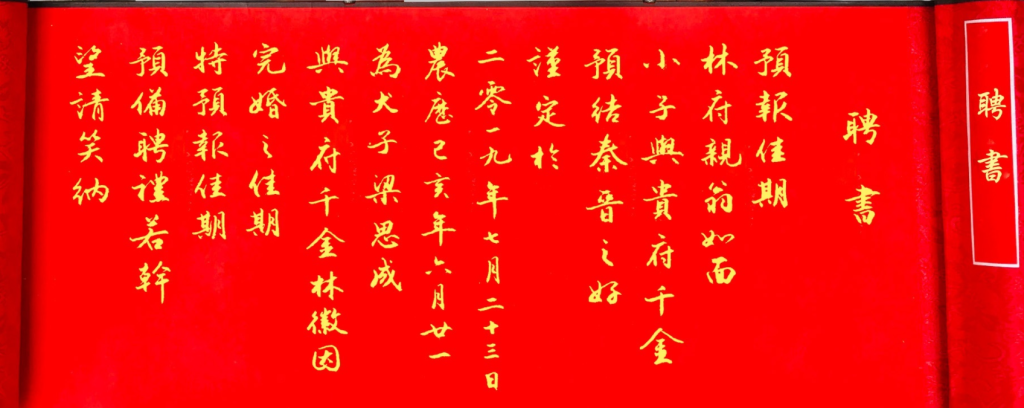 聘書
聘書
預報佳期
林府親翁如面
小子與貴府千金
預結秦晉之好
謹定於
二零一九年七月二十三日
農歷己亥年六月廿一
為犬子梁思成
與貴府千金林徽因
完婚之佳期
特預報佳期
預備聘禮若幹
望請笑納